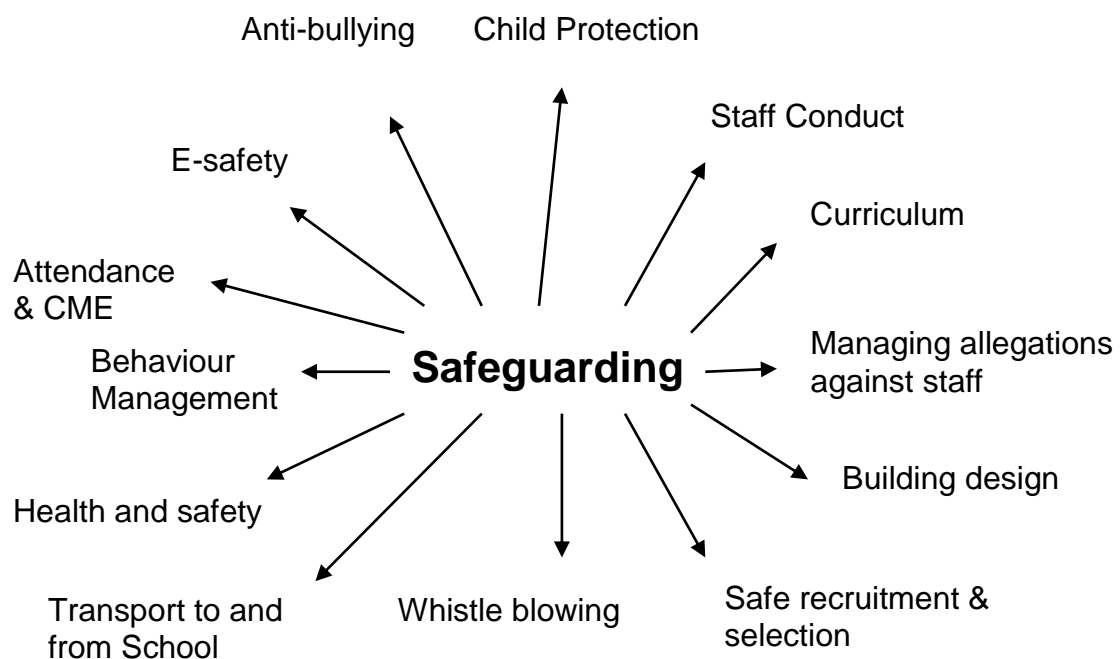 Anti-bullying
Child Protection
Staff Conduct
E-safety
Curriculum
Attendance
& CME
Behaviour
Management
Safeguarding
Managing allegations
against staff
Building design
Health and safety
Transport to and
from School
Whistle blowing
Safe recruitment &
selection